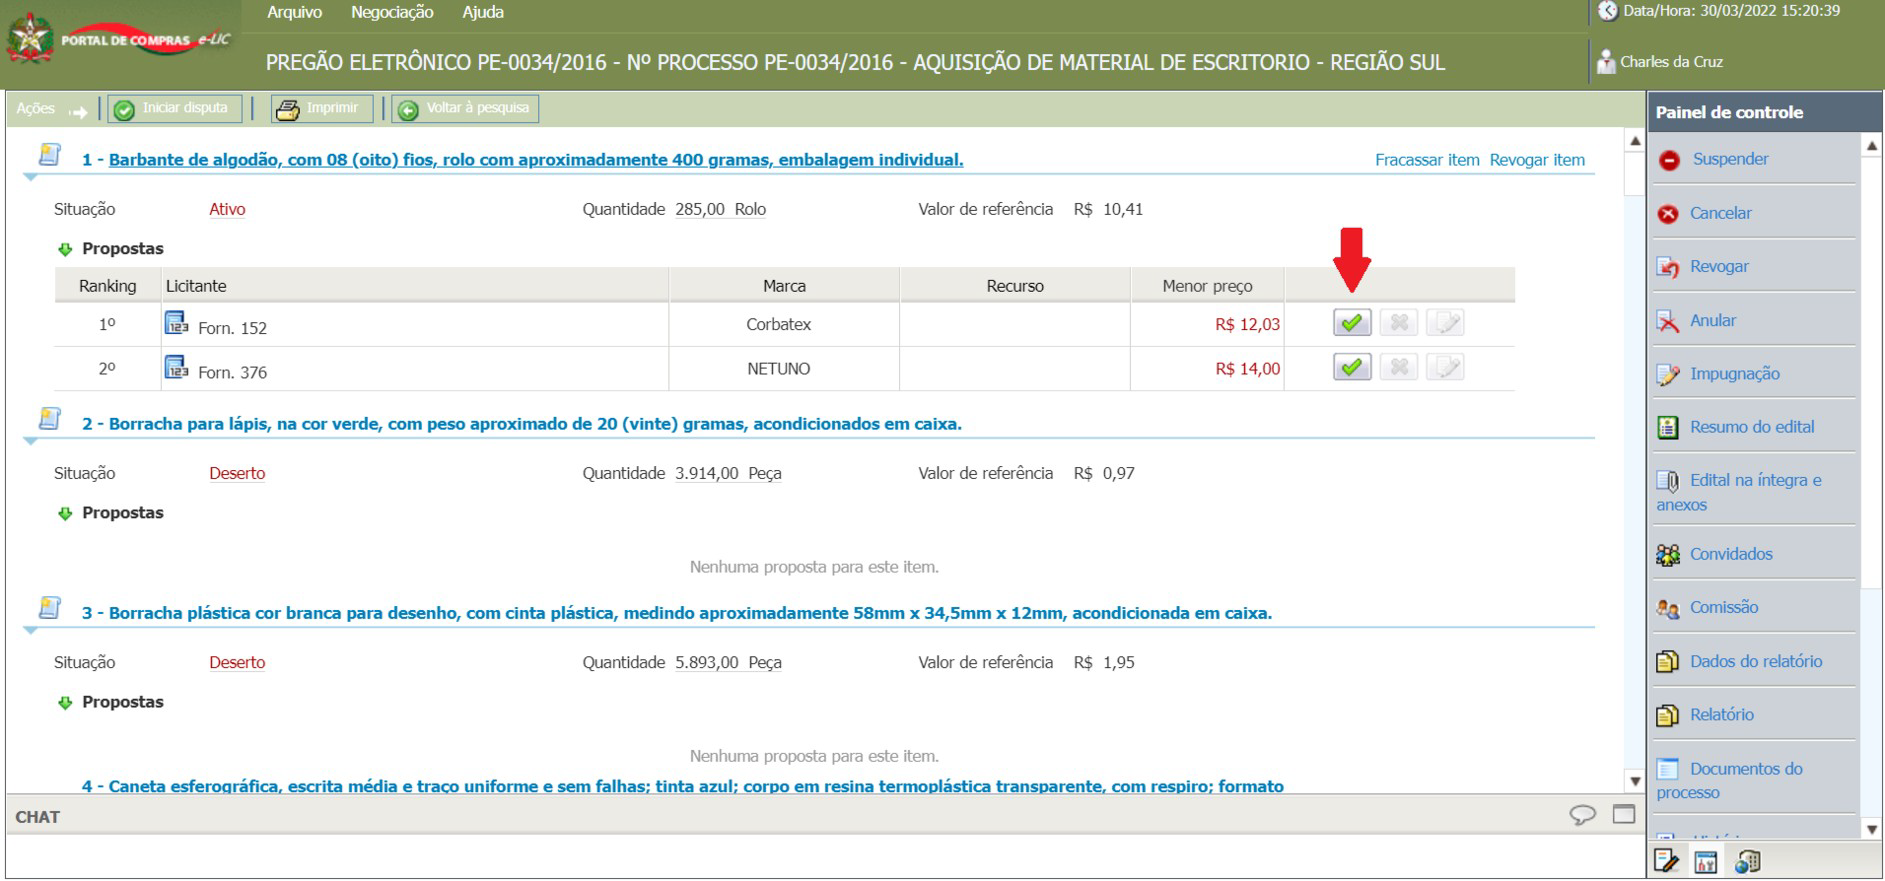 Arquivo Negociação Ajuda
Data/Hora: 30/03/2022 15:20:39
PORTAL DE COMPRAS e-LIC
PREGÃO ELETRÔNICO PE-0034/2016 - Nº PROCESSO PE-0034/2016 - AQUISIÇÃO DE MATERIAL DE ESCRITORIO - REGIÃO SUL
Charles da Cruz
Ações Iniciar disputa Imprimir Voltar à pesquisa
1 - Barbante de algodão, com 08 (oito) fios, rolo com aproximadamente 400 gramas, embalagem individual. Fracassar item Revogar item
Situação Ativo Quantidade 285,00 Rolo Valor de referência R$ 10,41
Propostas
Ranking Licitante Marca Recurso Menor preço
1º Forn. 152 Corbatex R$ 12,03
2º Forn. 376 NETUNO R$ 14,00
2 - Borracha para lápis, na cor verde, com peso aproximado de 20 (vinte) gramas, acondicionados em caixa.
Situação Deserto Quantidade 3.914,00 Peça Valor de referência R$ 0,97
Propostas
Nenhuma proposta para este item.
3 - Borracha plástica cor branca para desenho, com cinta plástica, medindo aproximadamente 58mm x 34,5mm x 12mm, acondicionada em caixa.
Situação Deserto Quantidade 5.893,00 Peça Valor de referência R$ 1,95
Propostas
Nenhuma proposta para este item.
4 - Caneta esferográfica, escrita média e traço uniforme e sem falhas; tinta azul; corpo em resina termoplástica transparente, com respiro; formato
CHAT
Painel de controle
Suspender
Cancelar
Revogar
Anular
Impugnação
Resumo do edital
Edital na íntegra e
anexos
Convidados
Comissão
Dados do relatório
Relatório
Documentos do
processo